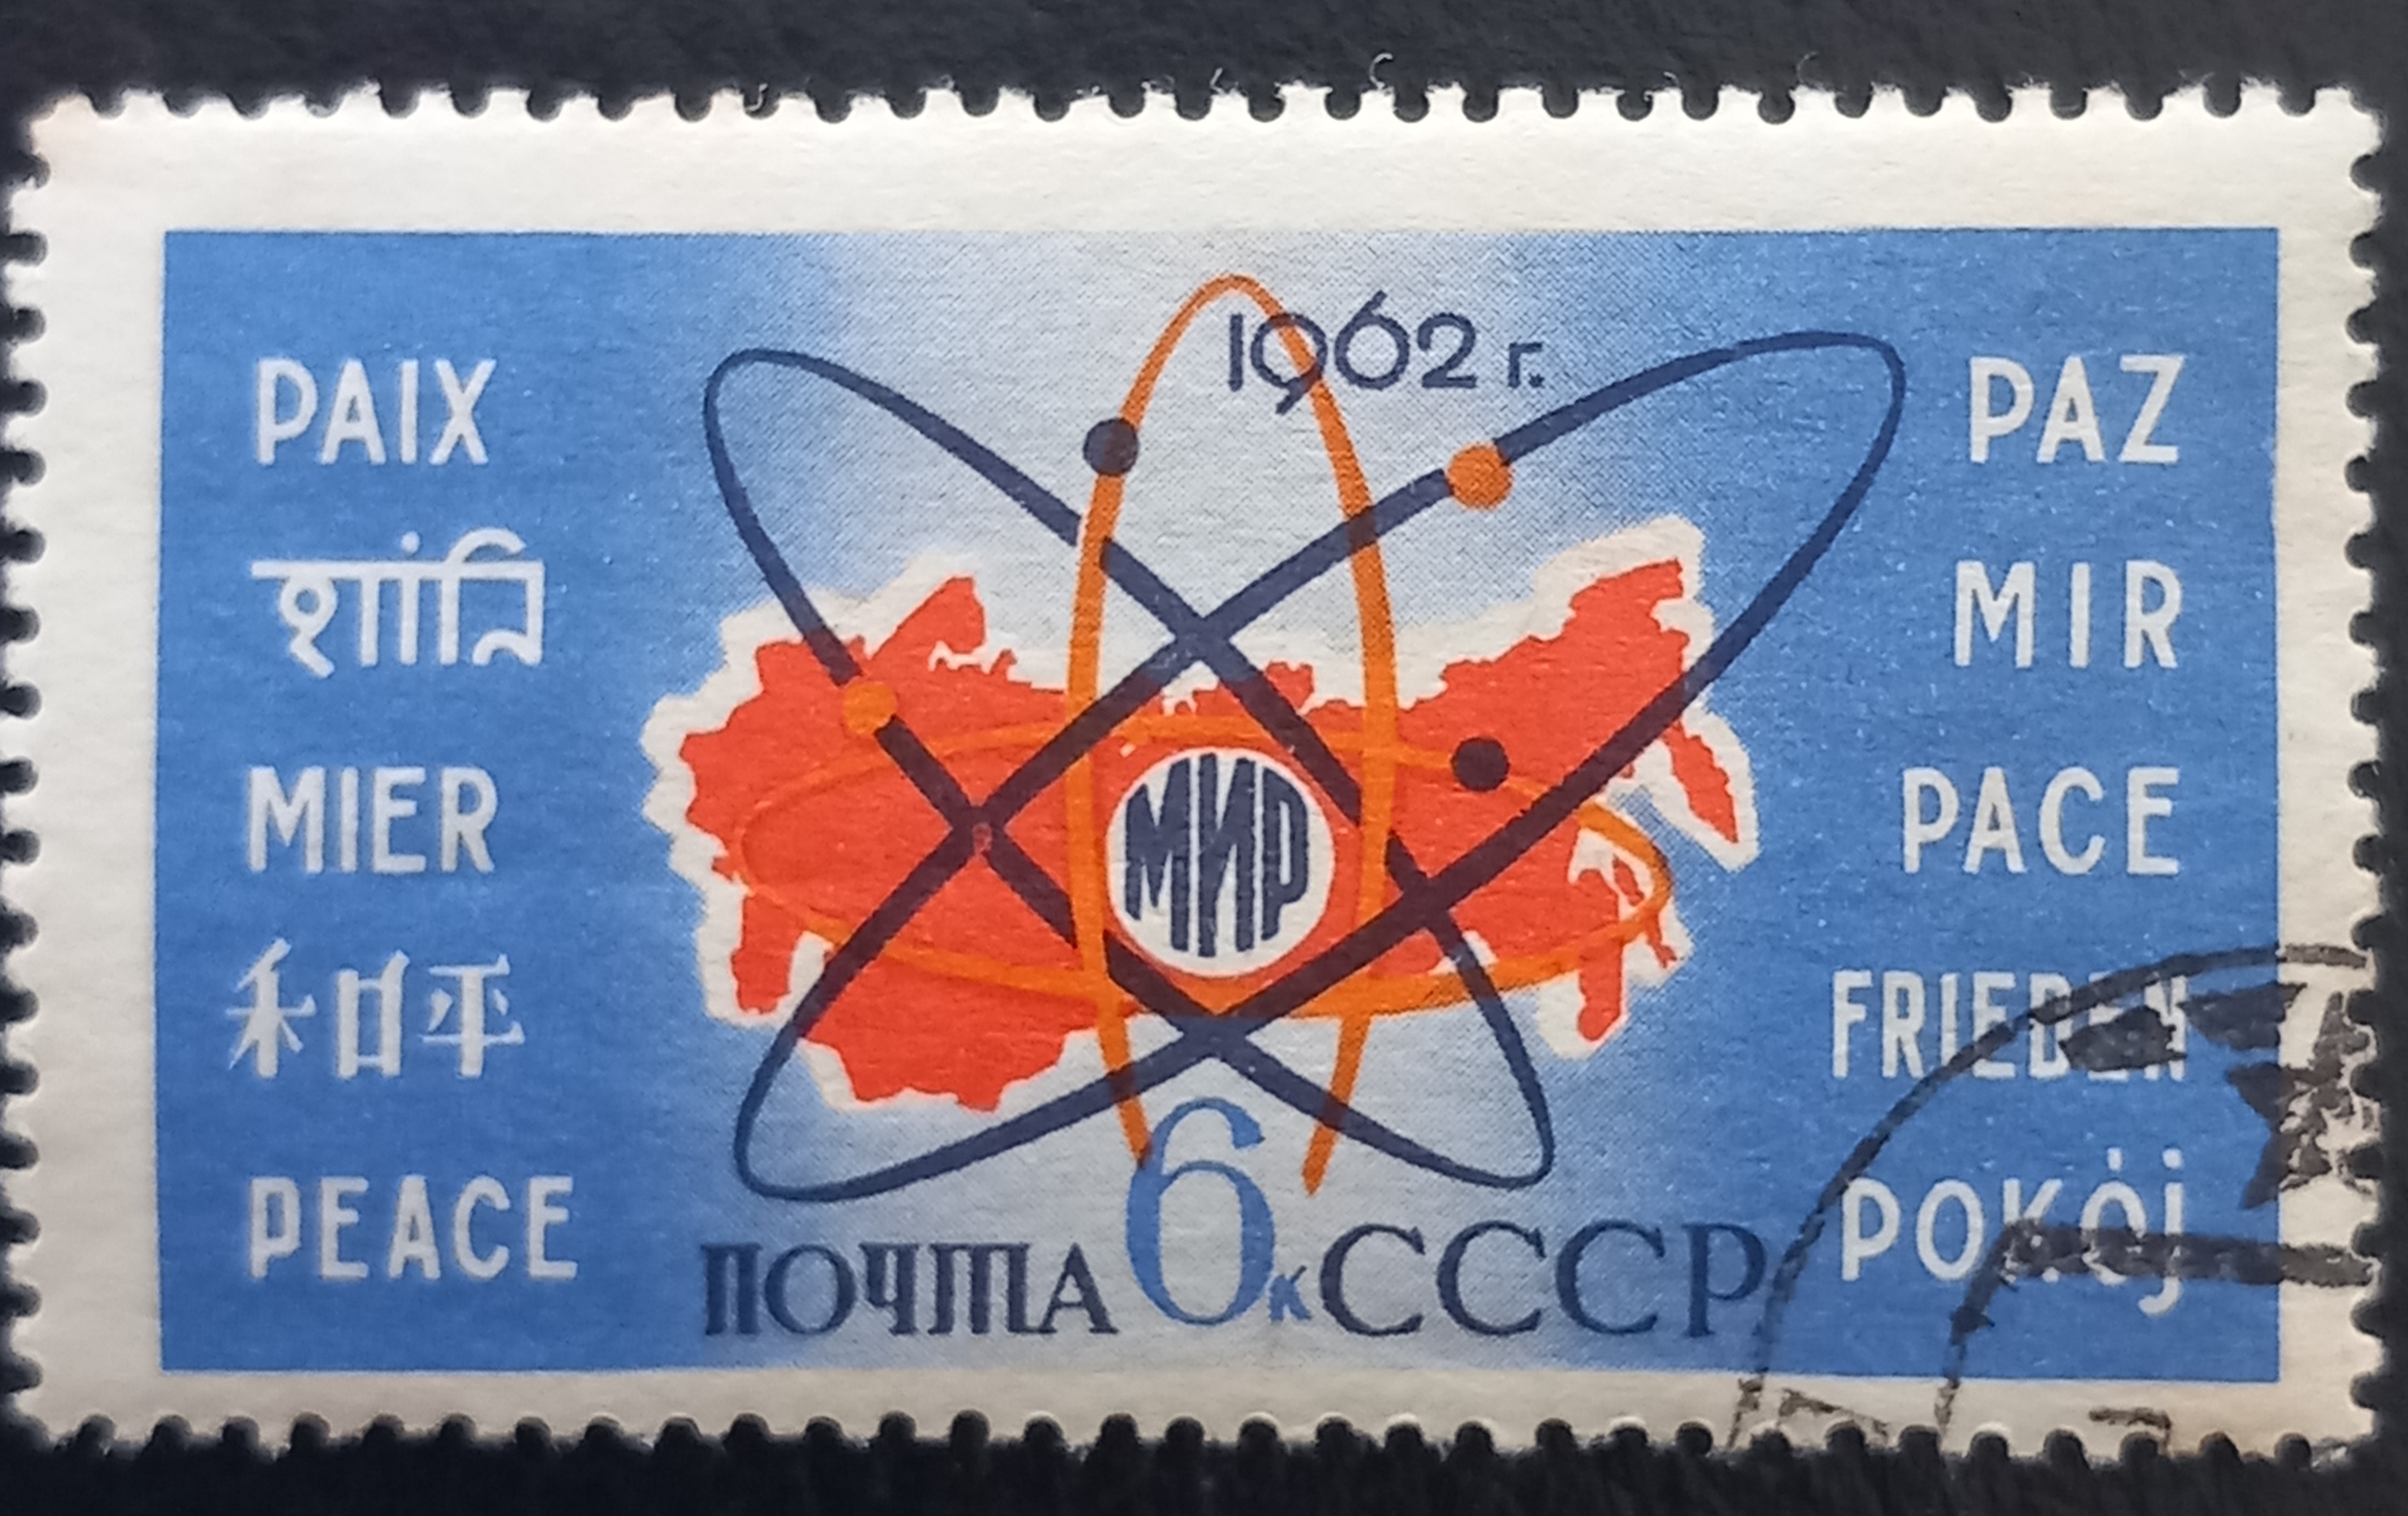 1962 г.
PAIX
शांति
MIER
和平
PEACE
МИР
PAZ
MIR
PACE
FRIEDEN
POKÓj
ПОЧТА 6к СССР